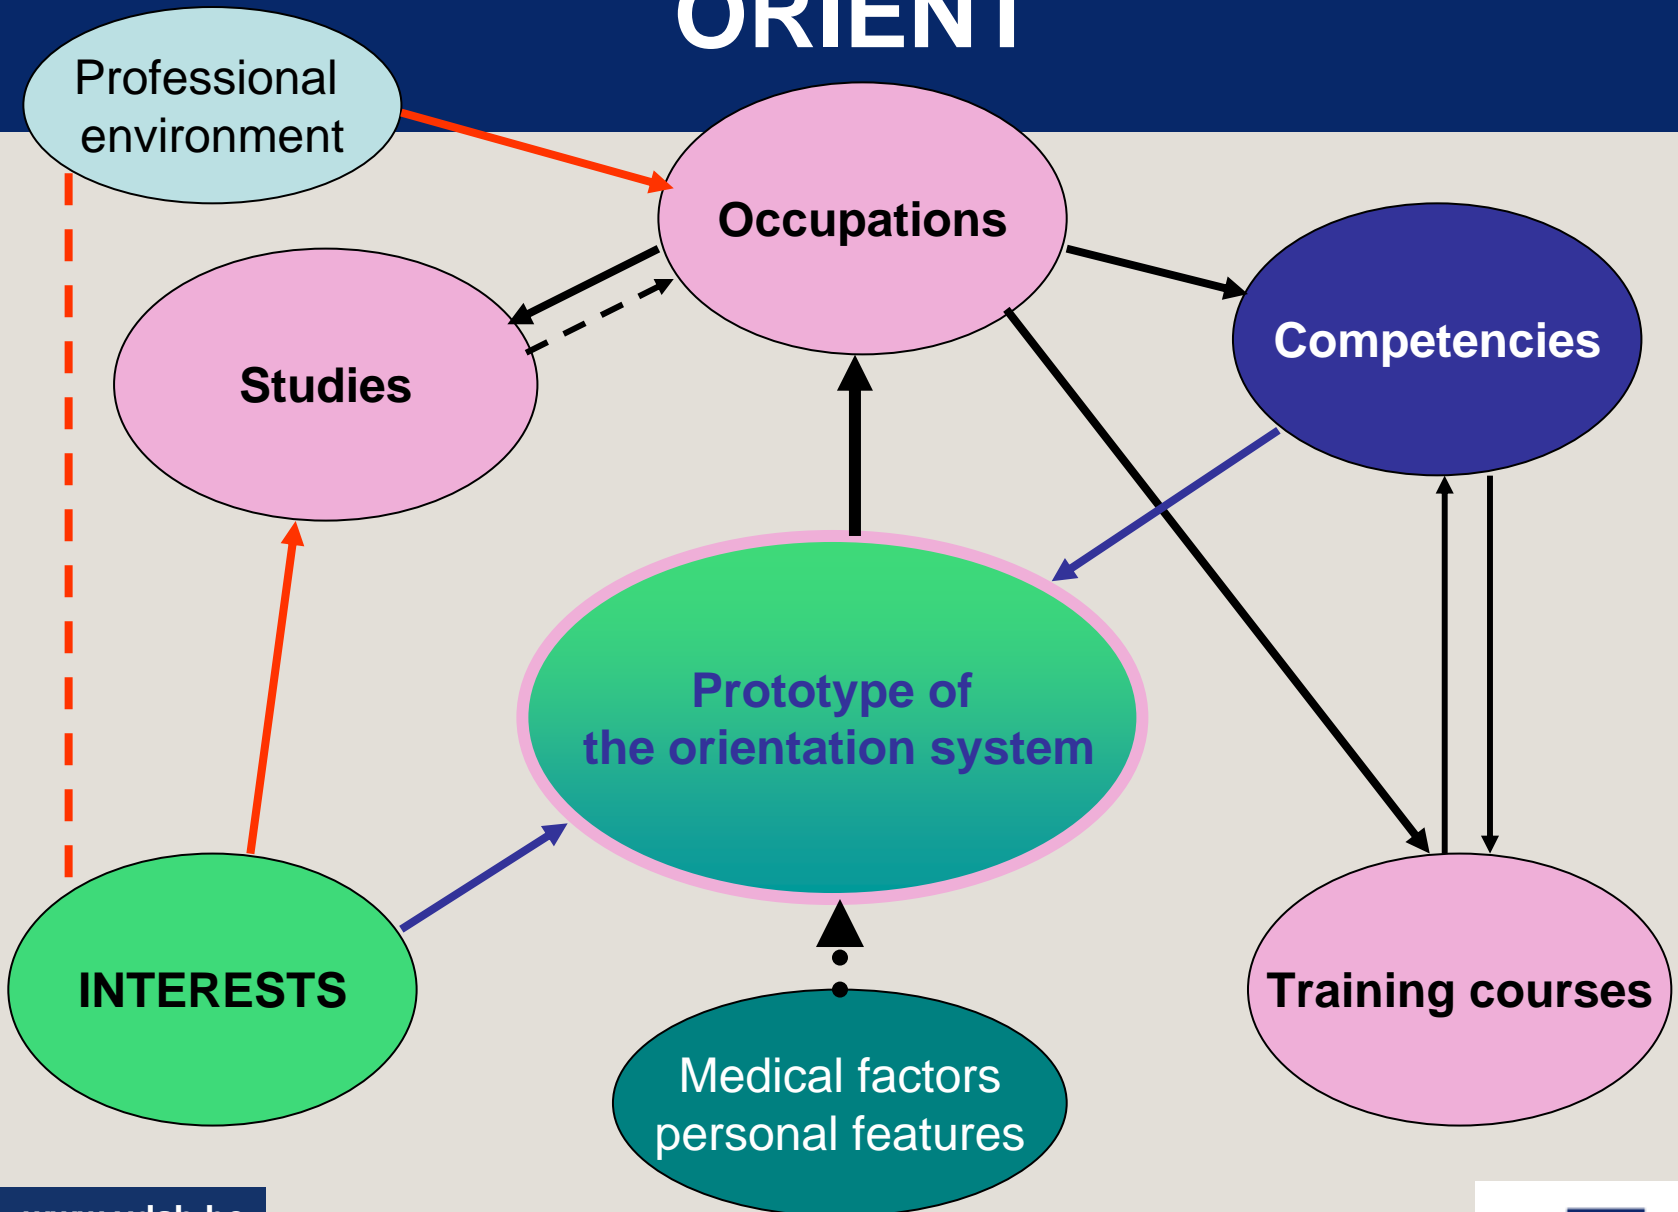 ORIENT
Professional
environment
Occupations
Competencies
Studies
Prototype of
the orientation system
INTERESTS
Training courses
Medical factors
personal features